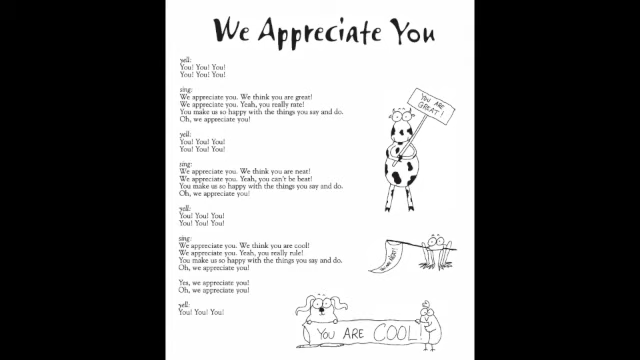 We Appreciate You
yell:
You! You! You!
You! You! You!
sing:
We appreciate you. We think you are great!
We appreciate you. Yeah, you really rate!
You make us so happy with the things you say and do.
Oh, we appreciate you!
yell:
You! You! You!
You! You! You!
sing:
We appreciate you. We think you are neat!
We appreciate you. Yeah, you can't be beat!
You make us so happy with the things you say and do.
Oh, we appreciate you!
yell:
You! You! You!
You! You! You!
sing:
We appreciate you. We think you are cool!
We appreciate you. Yeah, you really rule!
You make us so happy with the things you say and do.
Oh, we appreciate you!
Yes, we appreciate you!
Oh, we appreciate you!
yell:
You! You! You!
YOU ARE
GREAT!
YOU ARE COOL!